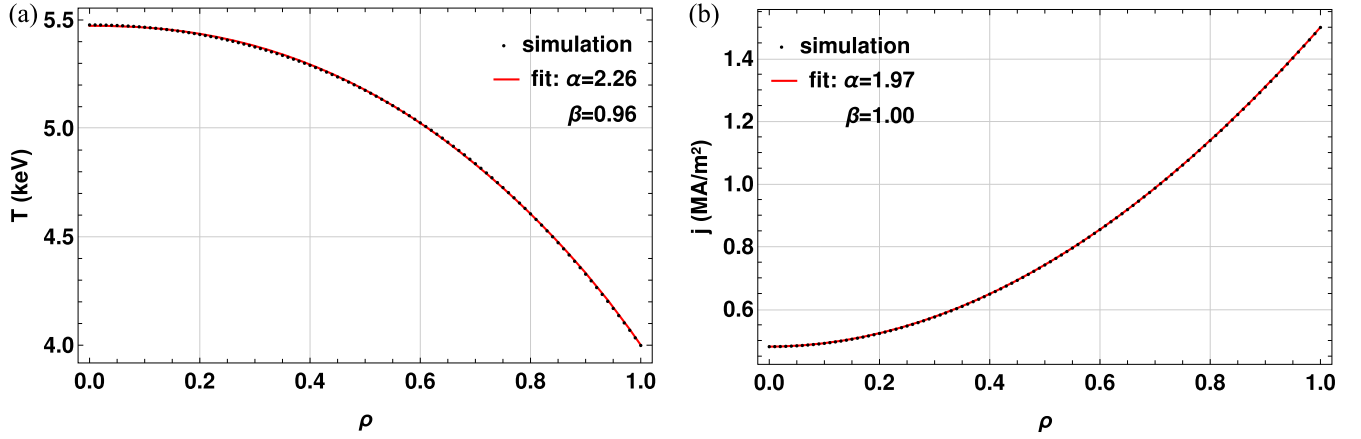 (a)
5.5
5.0
4.5
4.0
T (keV)
simulation
fit: α=2.26
β=0.96
0.0 0.2 0.4 0.6 0.8 1.0
ρ
(b)
1.4
1.2
1.0
0.8
0.6
j (MA/m²)
simulation
fit: α=1.97
β=1.00
0.0 0.2 0.4 0.6 0.8 1.0
ρ